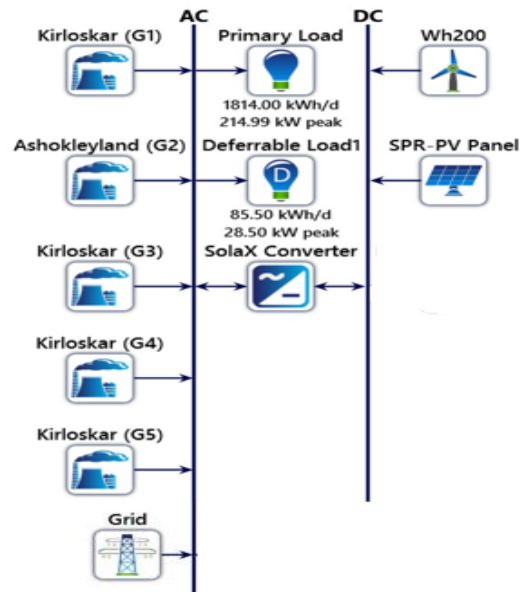 AC
DC
Kirloskar (G1)
Primary Load
Wh200
1814.00 kWh/d
214.99 kW peak
Ashokleyland (G2)
Deferrable Load1
SPR-PV Panel
D
85.50 kWh/d
28.50 kW peak
Kirloskar (G3)
SolaX Converter
Kirloskar (G4)
Kirloskar (G5)
Grid